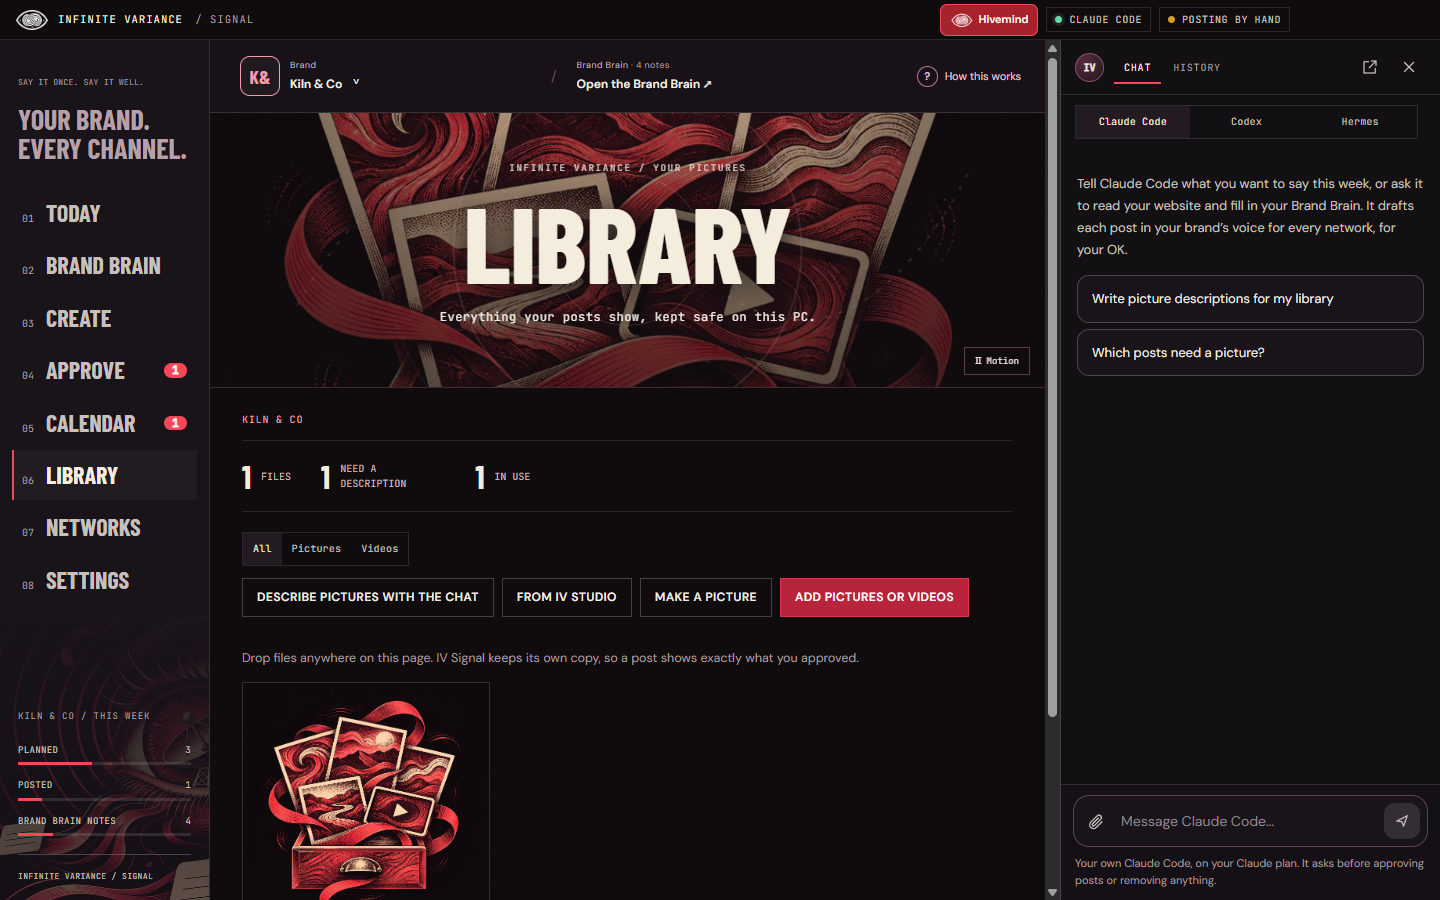 INFINITE VARIANCE / SIGNAL
Hivemind
CLAUDE CODE
POSTING BY HAND
SAY IT ONCE. SAY IT WELL.
YOUR BRAND.
EVERY CHANNEL.
01 TODAY
02 BRAND BRAIN
03 CREATE
04 APPROVE 1
05 CALENDAR 1
06 LIBRARY
07 NETWORKS
08 SETTINGS
KILN & CO / THIS WEEK
PLANNED 3
POSTED 1
BRAND BRAIN NOTES 4
INFINITE VARIANCE / SIGNAL
K&
Brand
Kiln & Co
/
Brand Brain · 4 notes
Open the Brand Brain ↗
? How this works
INFINITE VARIANCE / YOUR PICTURES
LIBRARY
Everything your posts show, kept safe on this PC.
Motion
KILN & CO
1 FILES
1 NEED A
DESCRIPTION
1 IN USE
All Pictures Videos
DESCRIBE PICTURES WITH THE CHAT
FROM IV STUDIO
MAKE A PICTURE
ADD PICTURES OR VIDEOS
Drop files anywhere on this page. IV Signal keeps its own copy, so a post shows exactly what you approved.
IV
CHAT
HISTORY
Claude Code
Codex
Hermes
Tell Claude Code what you want to say this week, or ask it
to read your website and fill in your Brand Brain. It drafts
each post in your brand's voice for every network, for
your OK.
Write picture descriptions for my library
Which posts need a picture?
Message Claude Code...
Your own Claude Code, on your Claude plan. It asks before approving
posts or removing anything.